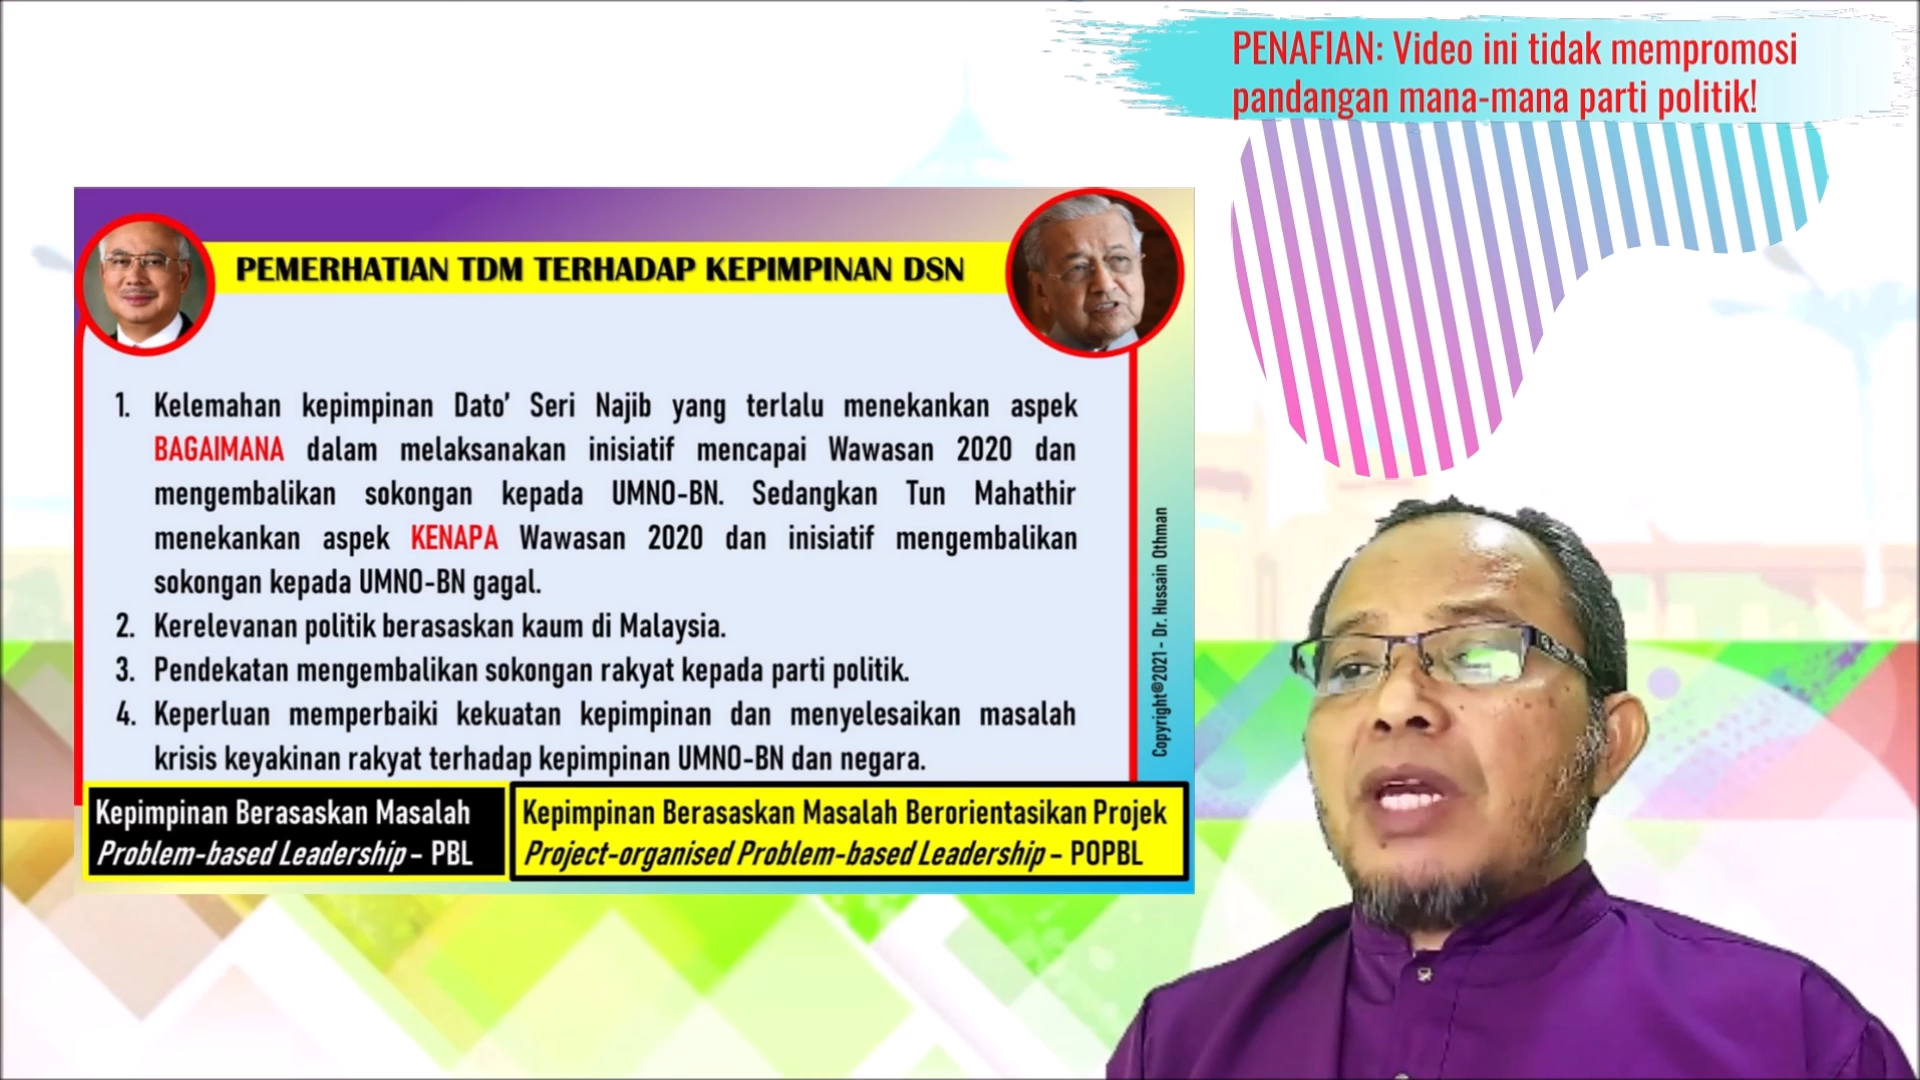 PENAFIAN: Video ini tidak mempromosi
pandangan mana-mana parti politik!
PEMERHATIAN TDM TERHADAP KEPIMPINAN DSN
1. Kelemahan kepimpinan Dato’ Seri Najib yang terlalu menekankan aspek
BAGAIMANA dalam melaksanakan inisiatif mencapai Wawasan 2020 dan
mengembalikan sokongan kepada UMNO-BN. Sedangkan Tun Mahathir
menekankan aspek KENAPA Wawasan 2020 dan inisiatif mengembalikan
sokongan kepada UMNO-BN gagal.
2. Kerelevanan politik berasaskan kaum di Malaysia.
3. Pendekatan mengembalikan sokongan rakyat kepada parti politik.
4. Keperluan memperbaiki kekuatan kepimpinan dan menyelesaikan masalah
krisis keyakinan rakyat terhadap kepimpinan UMNO-BN dan negara.
Copyright©2021 - Dr. Hussain Othman
Kepimpinan Berasaskan Masalah
Problem-based Leadership – PBL
Kepimpinan Berasaskan Masalah Berorientasikan Projek
Project-organised Problem-based Leadership – POPBL